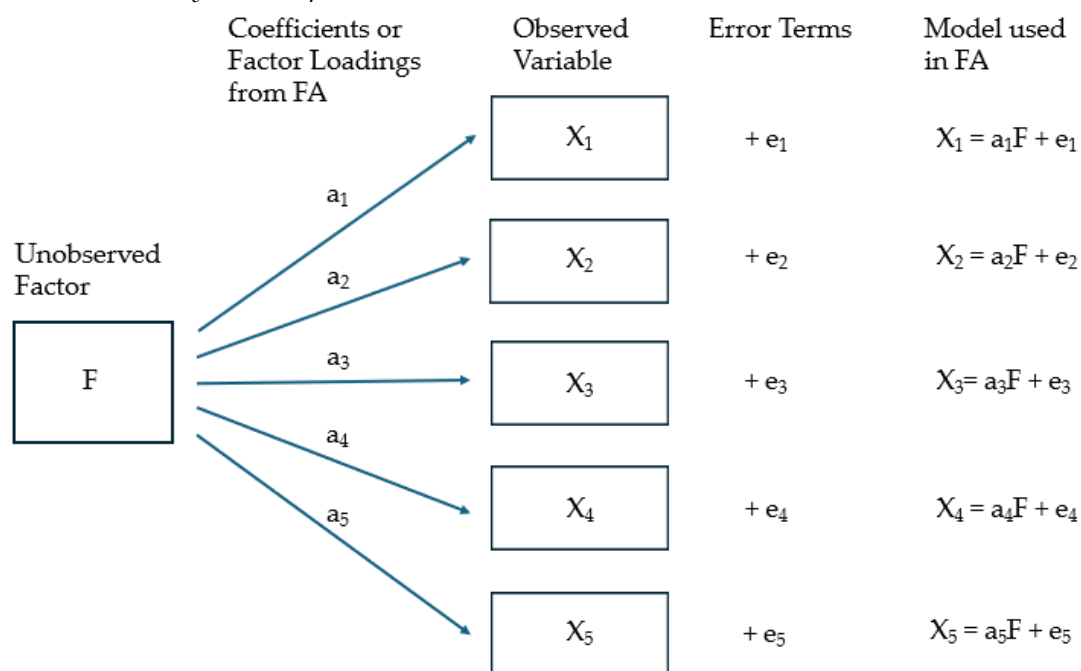 Coefficients or
Factor Loadings
from FA
Observed
Variable
Error Terms
Model used
in FA
X₁
+ e₁
X₁ = a₁F + e₁
a₁
X₂
+ e₂
X₂ = a₂F + e₂
a₂
Unobserved
Factor
F
a₃
X₃
+ e₃
X₃= a₃F + e₃
a₄
X₄
+ e₄
X₄ = a₄F + e₄
a₅
X₅
+ e₅
X₅ = a₅F + e₅